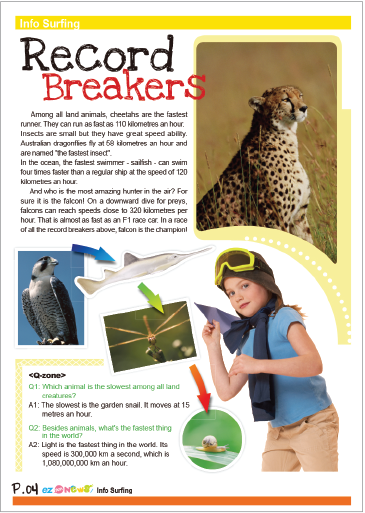 Info Surfing
Record
Breakers
Among all land animals, cheetahs are the fastest
runner. They can run as fast as 110 kilometres an hour.
Insects are small but they have great speed ability.
Australian dragonflies fly at 58 kilometres an hour and
are named "the fastest insect".
In the ocean, the fastest swimmer - sailfish - can swim
four times faster than a regular ship at the speed of 120
kilometres an hour.
And who is the most amazing hunter in the air? For
sure it is the falcon! On a downward dive for preys,
falcons can reach speeds close to 320 kilometres per
hour. That is almost as fast as an F1 race car. In a race
of all the record breakers above, falcon is the champion!
<Q-zone>
Q1: Which animal is the slowest among all land
creatures?
A1: The slowest is the garden snail. It moves at 15
metres an hour.
Q2: Besides animals, what's the fastest thing
in the world?
A2: Light is the fastest thing in the world. Its
speed is 300,000 km a second, which is
1,080,000,000 km an hour.
P.04 ez News Info Surfing